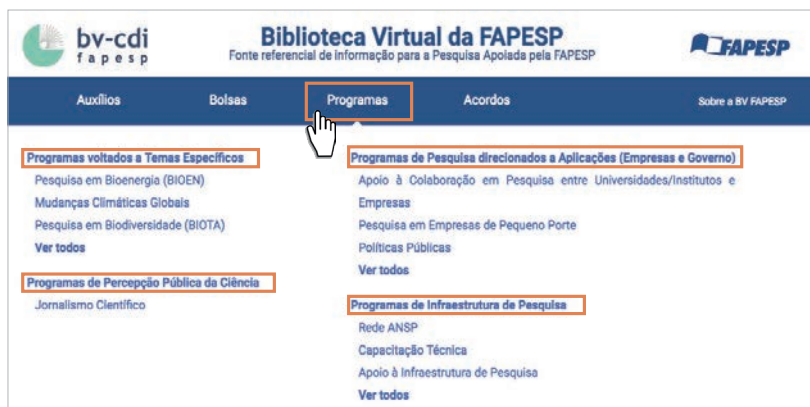 bv-cdi
fapesp
Biblioteca Virtual da FAPESP
Fonte referencial de informação para a Pesquisa Apoiada pela FAPESP
FAPESP
Auxílios
Bolsas
Programas
Acordos
Sobre a BV FAPESP
Programas voltados a Temas Específicos
Pesquisa em Bioenergia (BIOEN)
Mudanças Climáticas Globais
Pesquisa em Biodiversidade (BIOTA)
Ver todos
Programas de Percepção Pública da Ciência
Jornalismo Científico
Programas de Pesquisa direcionados a Aplicações (Empresas e Governo)
Apoio à Colaboração em Pesquisa entre Universidades/Institutos e
Empresas
Pesquisa em Empresas de Pequeno Porte
Políticas Públicas
Ver todos
Programas de Infraestrutura de Pesquisa
Rede ANSP
Capacitação Técnica
Apoio à Infraestrutura de Pesquisa
Ver todos